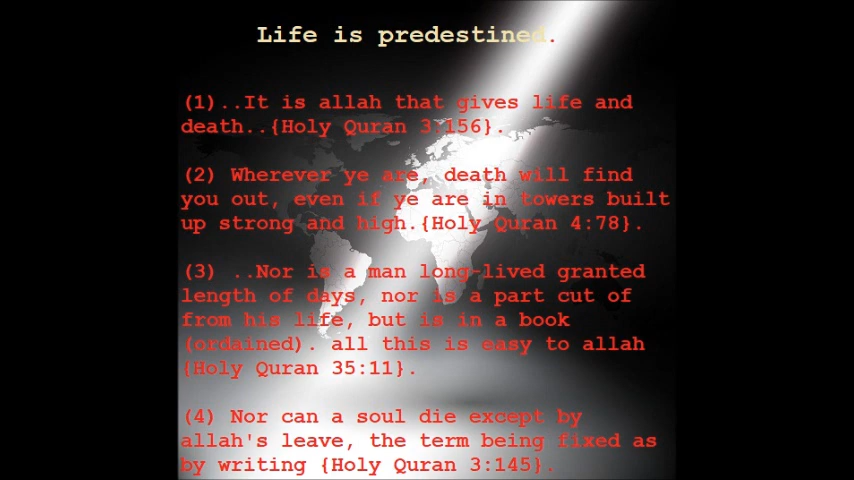 Life is predestined.
(1)..It is allah that gives life and
death..{Holy Quran 3:156}.
(2) Wherever ye are, death will find
you out, even if ye are in towers built
up strong and high.{Holy Quran 4:78}.
(3) ..Nor is a man long-lived granted
length of days, nor is a part cut of
from his life, but is in a book
(ordained). all this is easy to allah
{Holy Quran 35:11}.
(4) Nor can a soul die except by
allah's leave, the term being fixed as
by writing {Holy Quran 3:145}.